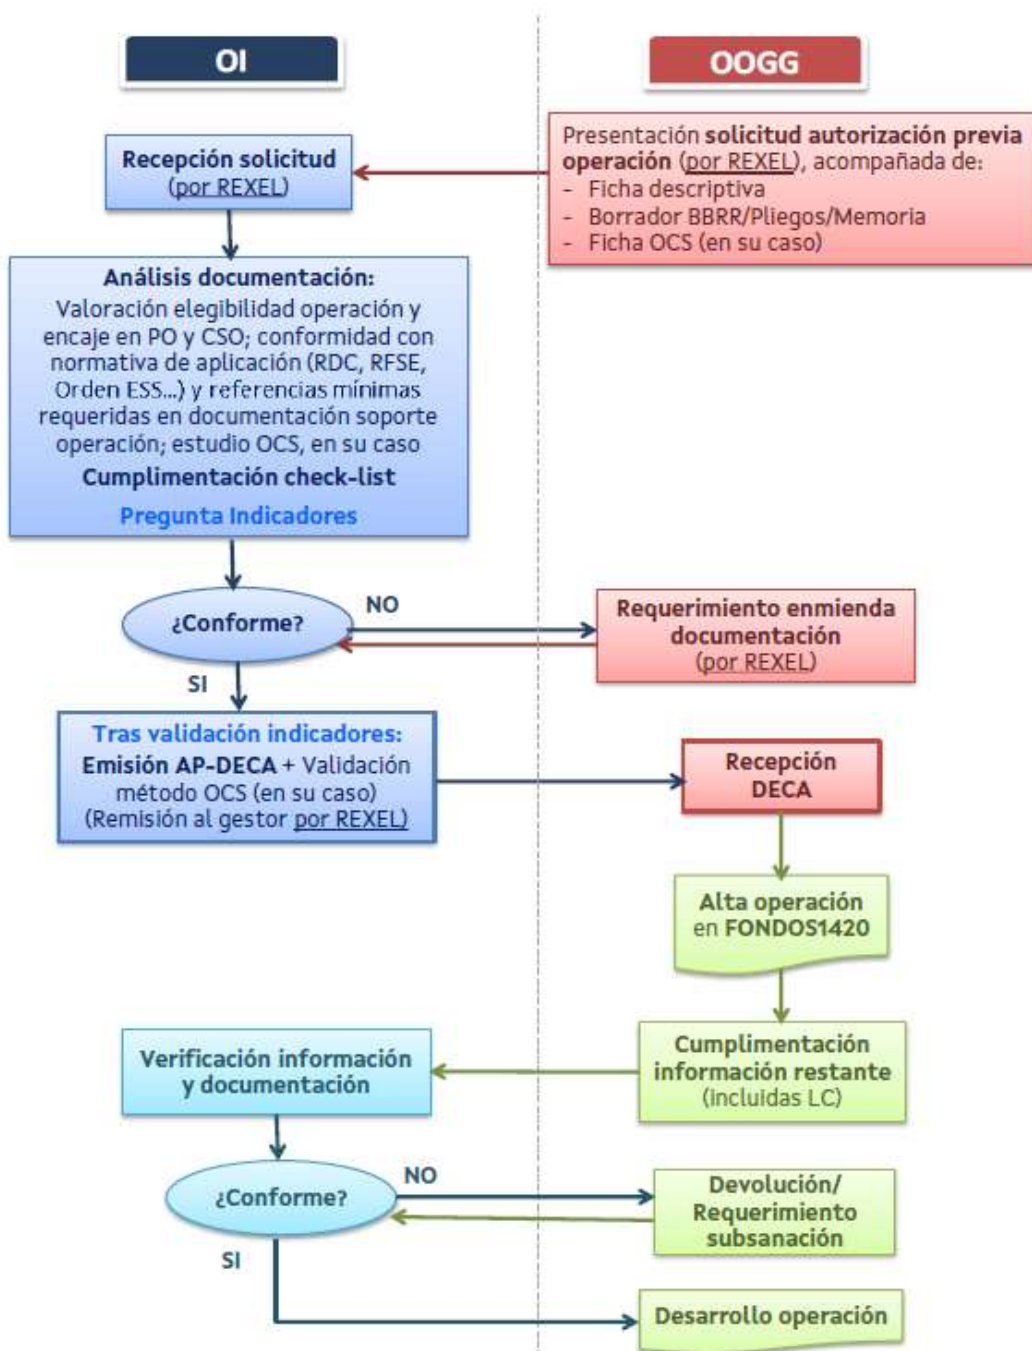 OI
OOGG
Recepción solicitud
(por REXEL)
Presentación solicitud autorización previa
operación (por REXEL), acompañada de:
- Ficha descriptiva
- Borrador BBRR/Pliegos/Memoria
- Ficha OCS (en su caso)
Análisis documentación:
Valoración elegibilidad operación y
encaje en PO y CSO; conformidad con
normativa de aplicación (RDC, RFSE,
Orden ESS...) y referencias mínimas
requeridas en documentación soporte
operación; estudio OCS, en su caso
Cumplimentación check-list
Pregunta Indicadores
¿Conforme?
NO
Requerimiento enmienda
documentación
(por REXEL)
SI
Tras validación indicadores:
Emisión AP-DECA + Validación
método OCS (en su caso)
(Remisión al gestor por REXEL)
Recepción
DECA
Alta operación
en FONDOS1420
Cumplimentación
información restante
(incluidas LC)
Verificación información
y documentación
¿Conforme?
NO
Devolución/
Requerimiento
subsanación
SI
Desarrollo operación